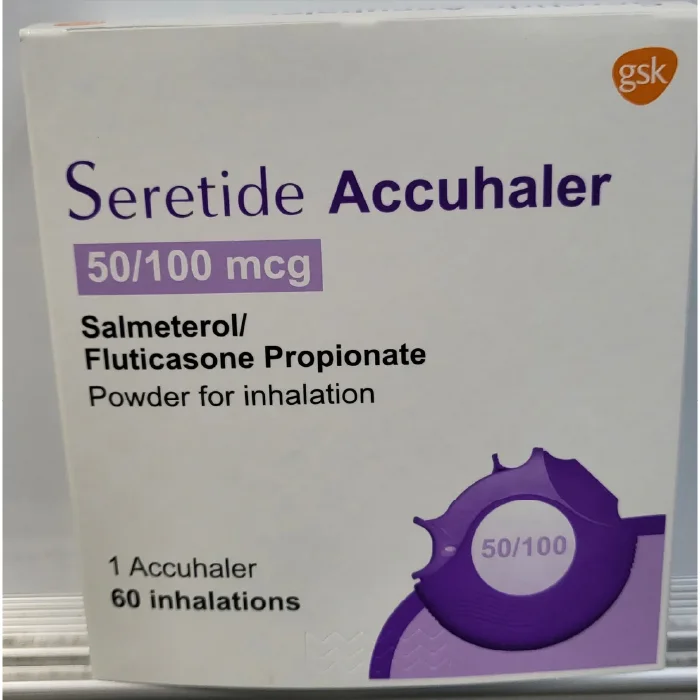 gsk
Seretide Accuhaler
50/100 mcg
Salmeterol/
Fluticasone Propionate
Powder for inhalation
50/100
1 Accuhaler
60 inhalations